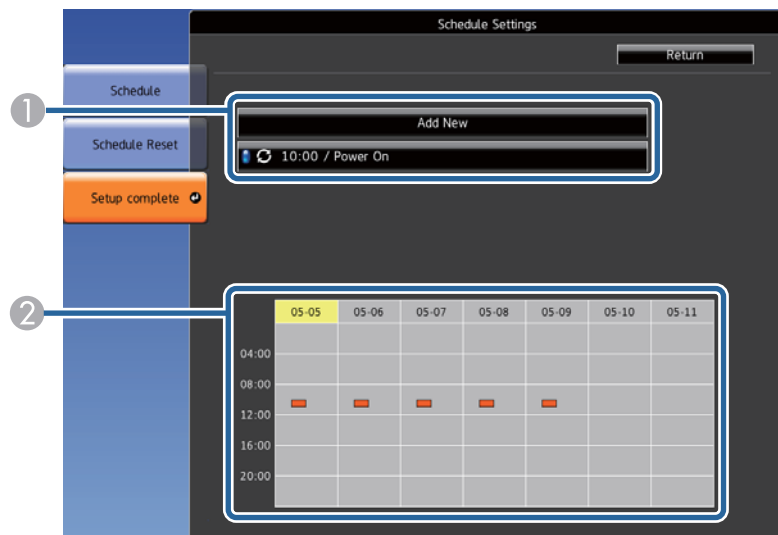 Schedule Settings
Return
Schedule
1
Add New
Schedule Reset
10:00 / Power On
Setup complete
2
05-05 05-06 05-07 05-08 05-09 05-10 05-11
04:00
08:00
12:00
16:00
20:00